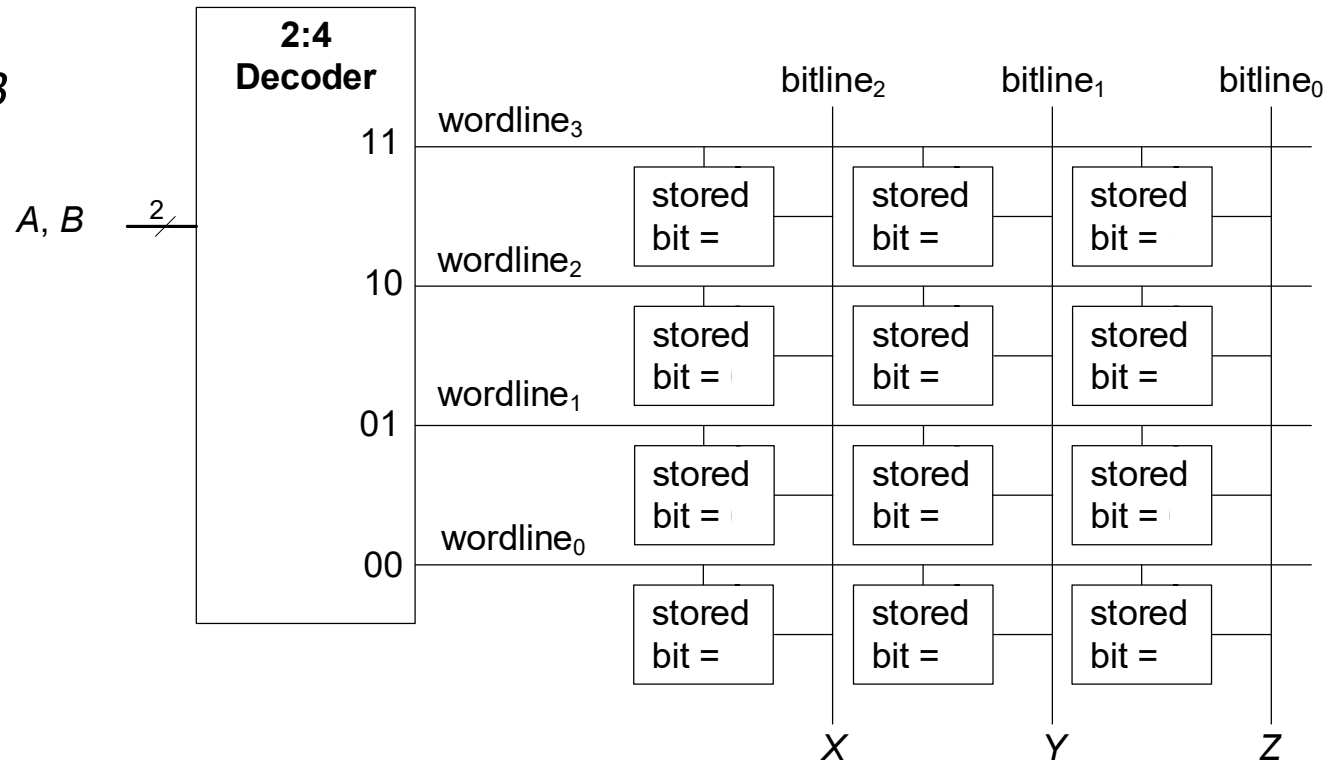 2:4
Decoder
B
bitline₂ bitline₁ bitline₀
wordline₃
11
A, B 2
stored stored stored
bit = bit = bit =
wordline₂
10
stored stored stored
bit = bit = bit =
wordline₁
01
stored stored stored
bit = bit = bit =
wordline₀
00
stored stored stored
bit = bit = bit =
X Y Z